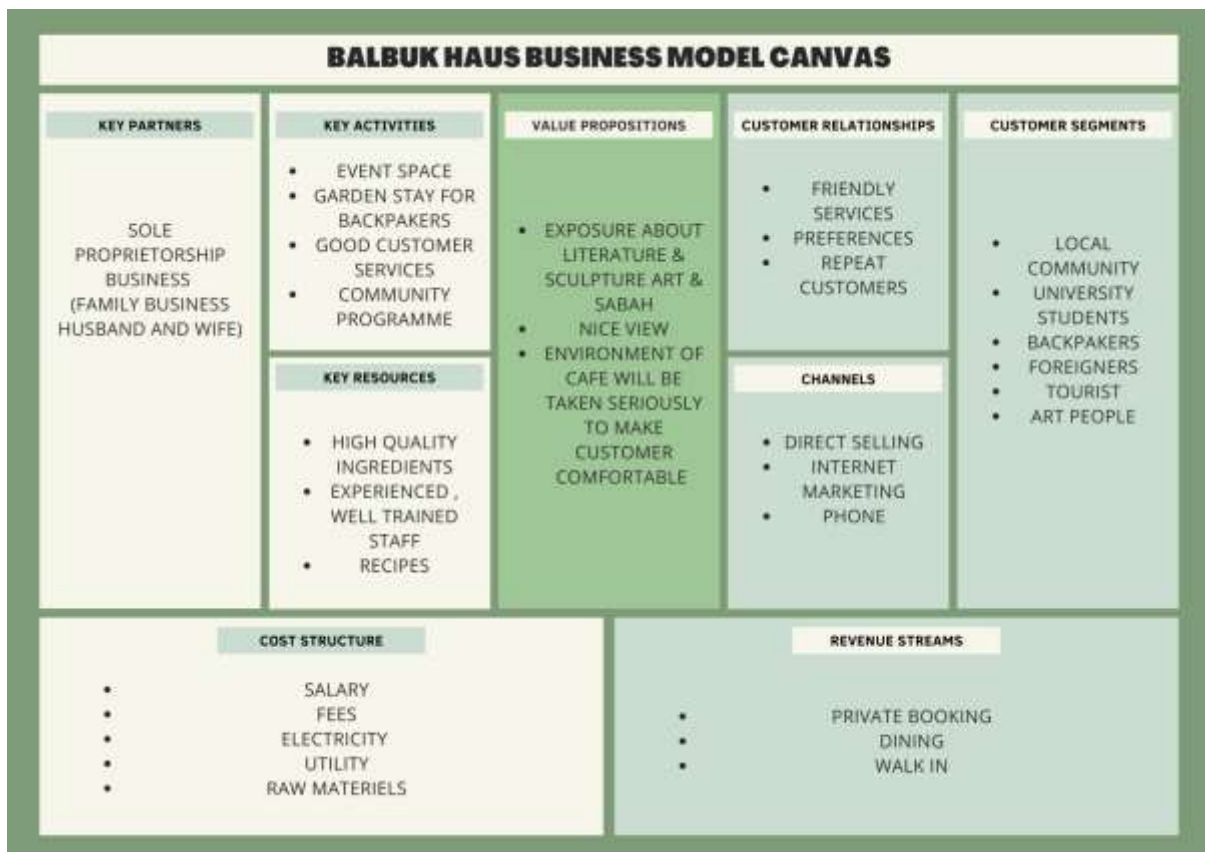 BALBUK HAUS BUSINESS MODEL CANVAS
KEY PARTNERS
SOLE
PROPRIETORSHIP
BUSINESS
(FAMILY BUSINESS
HUSBAND AND WIFE)
KEY ACTIVITIES
• EVENT SPACE
• GARDEN STAY FOR
BACKPAKERS
• GOOD CUSTOMER
SERVICES
• COMMUNITY
PROGRAMME
KEY RESOURCES
• HIGH QUALITY
INGREDIENTS
• EXPERIENCED ,
WELL TRAINED
STAFF
• RECIPES
VALUE PROPOSITIONS
• EXPOSURE ABOUT
LITERATURE &
SCULPTURE ART &
SABAH
• NICE VIEW
• ENVIRONMENT OF
CAFE WILL BE
TAKEN SERIOUSLY
TO MAKE
CUSTOMER
COMFORTABLE
CUSTOMER RELATIONSHIPS
• FRIENDLY
SERVICES
• PREFERENCES
• REPEAT
CUSTOMERS
CHANNELS
• DIRECT SELLING
• INTERNET
MARKETING
• PHONE
CUSTOMER SEGMENTS
• LOCAL
COMMUNITY
• UNIVERSITY
STUDENTS
• BACKPAKERS
• FOREIGNERS
• TOURIST
• ART PEOPLE
COST STRUCTURE
• SALARY
• FEES
• ELECTRICITY
• UTILITY
• RAW MATERIELS
REVENUE STREAMS
• PRIVATE BOOKING
• DINING
• WALK IN